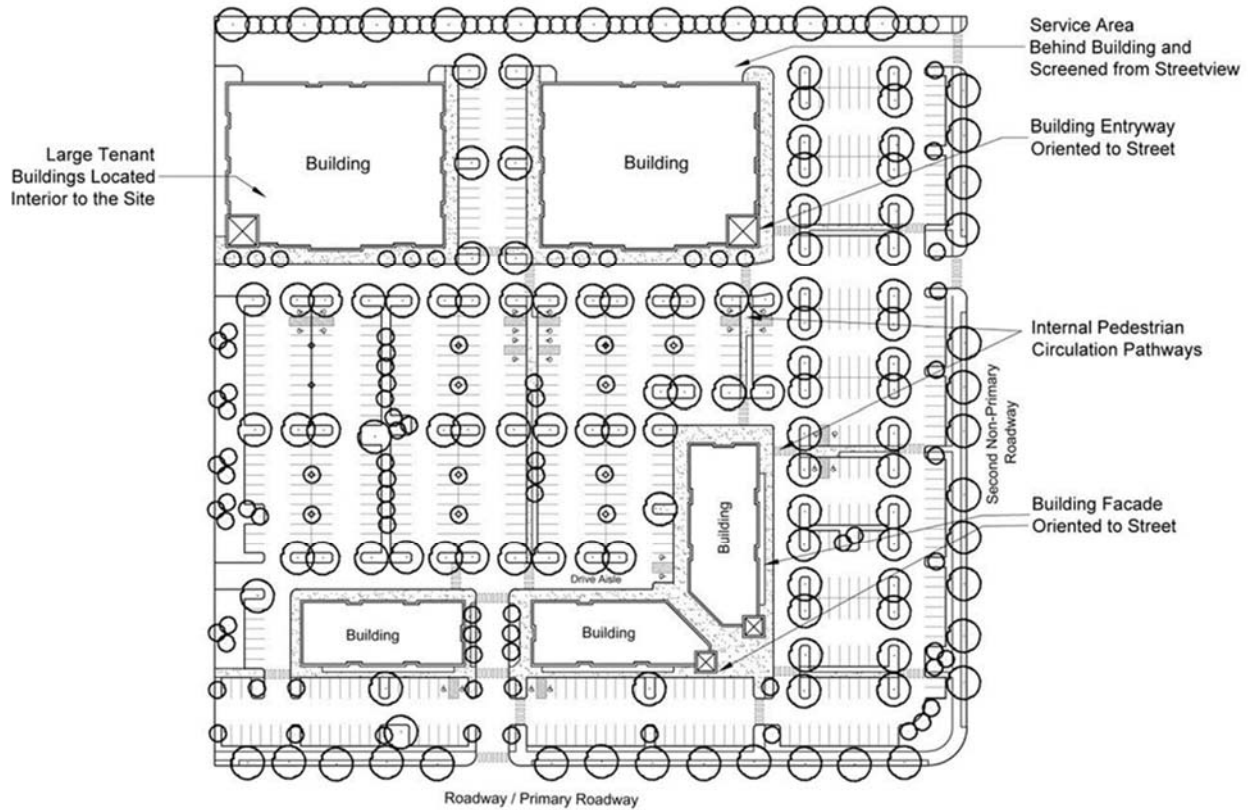 Service Area
Behind Building and
Screened from Streetview
Building Entryway
Oriented to Street
Large Tenant
Buildings Located
Interior to the Site
Building
Building
Internal Pedestrian
Circulation Pathways
Second Non-Primary
Roadway
Building Facade
Oriented to Street
Building
Drive Aisle
Building
Building
Roadway / Primary Roadway